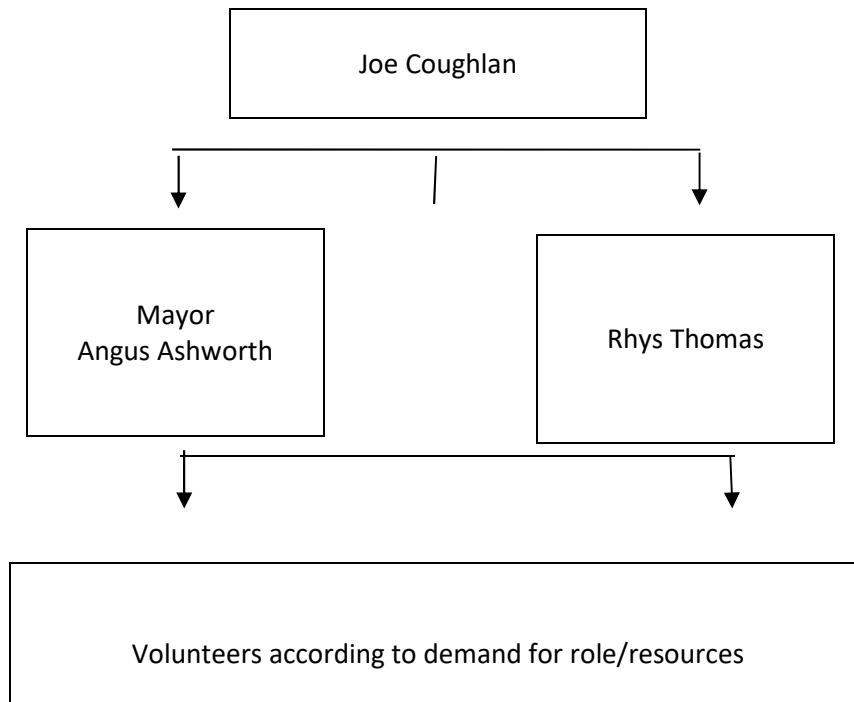 Joe Coughlan
Mayor
Angus Ashworth
Rhys Thomas
Volunteers according to demand for role/resources